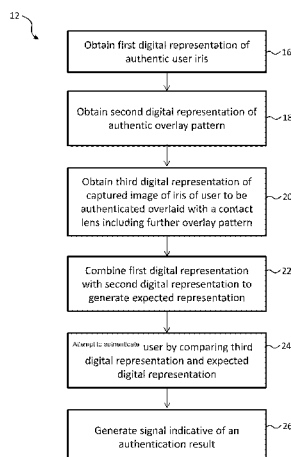 12
Obtain first digital representation of
authentic user iris
16
Obtain second digital representation of
authentic overlay pattern
18
Obtain third digital representation of
captured image of iris of user to be
authenticated overlaid with a contact
lens including further overlay pattern
20
Combine first digital representation
with second digital representation to
generate expected representation
22
Attempt to authenticate user by comparing third
digital representation and expected
digital representation
24
Generate signal indicative of an
authentication result
26